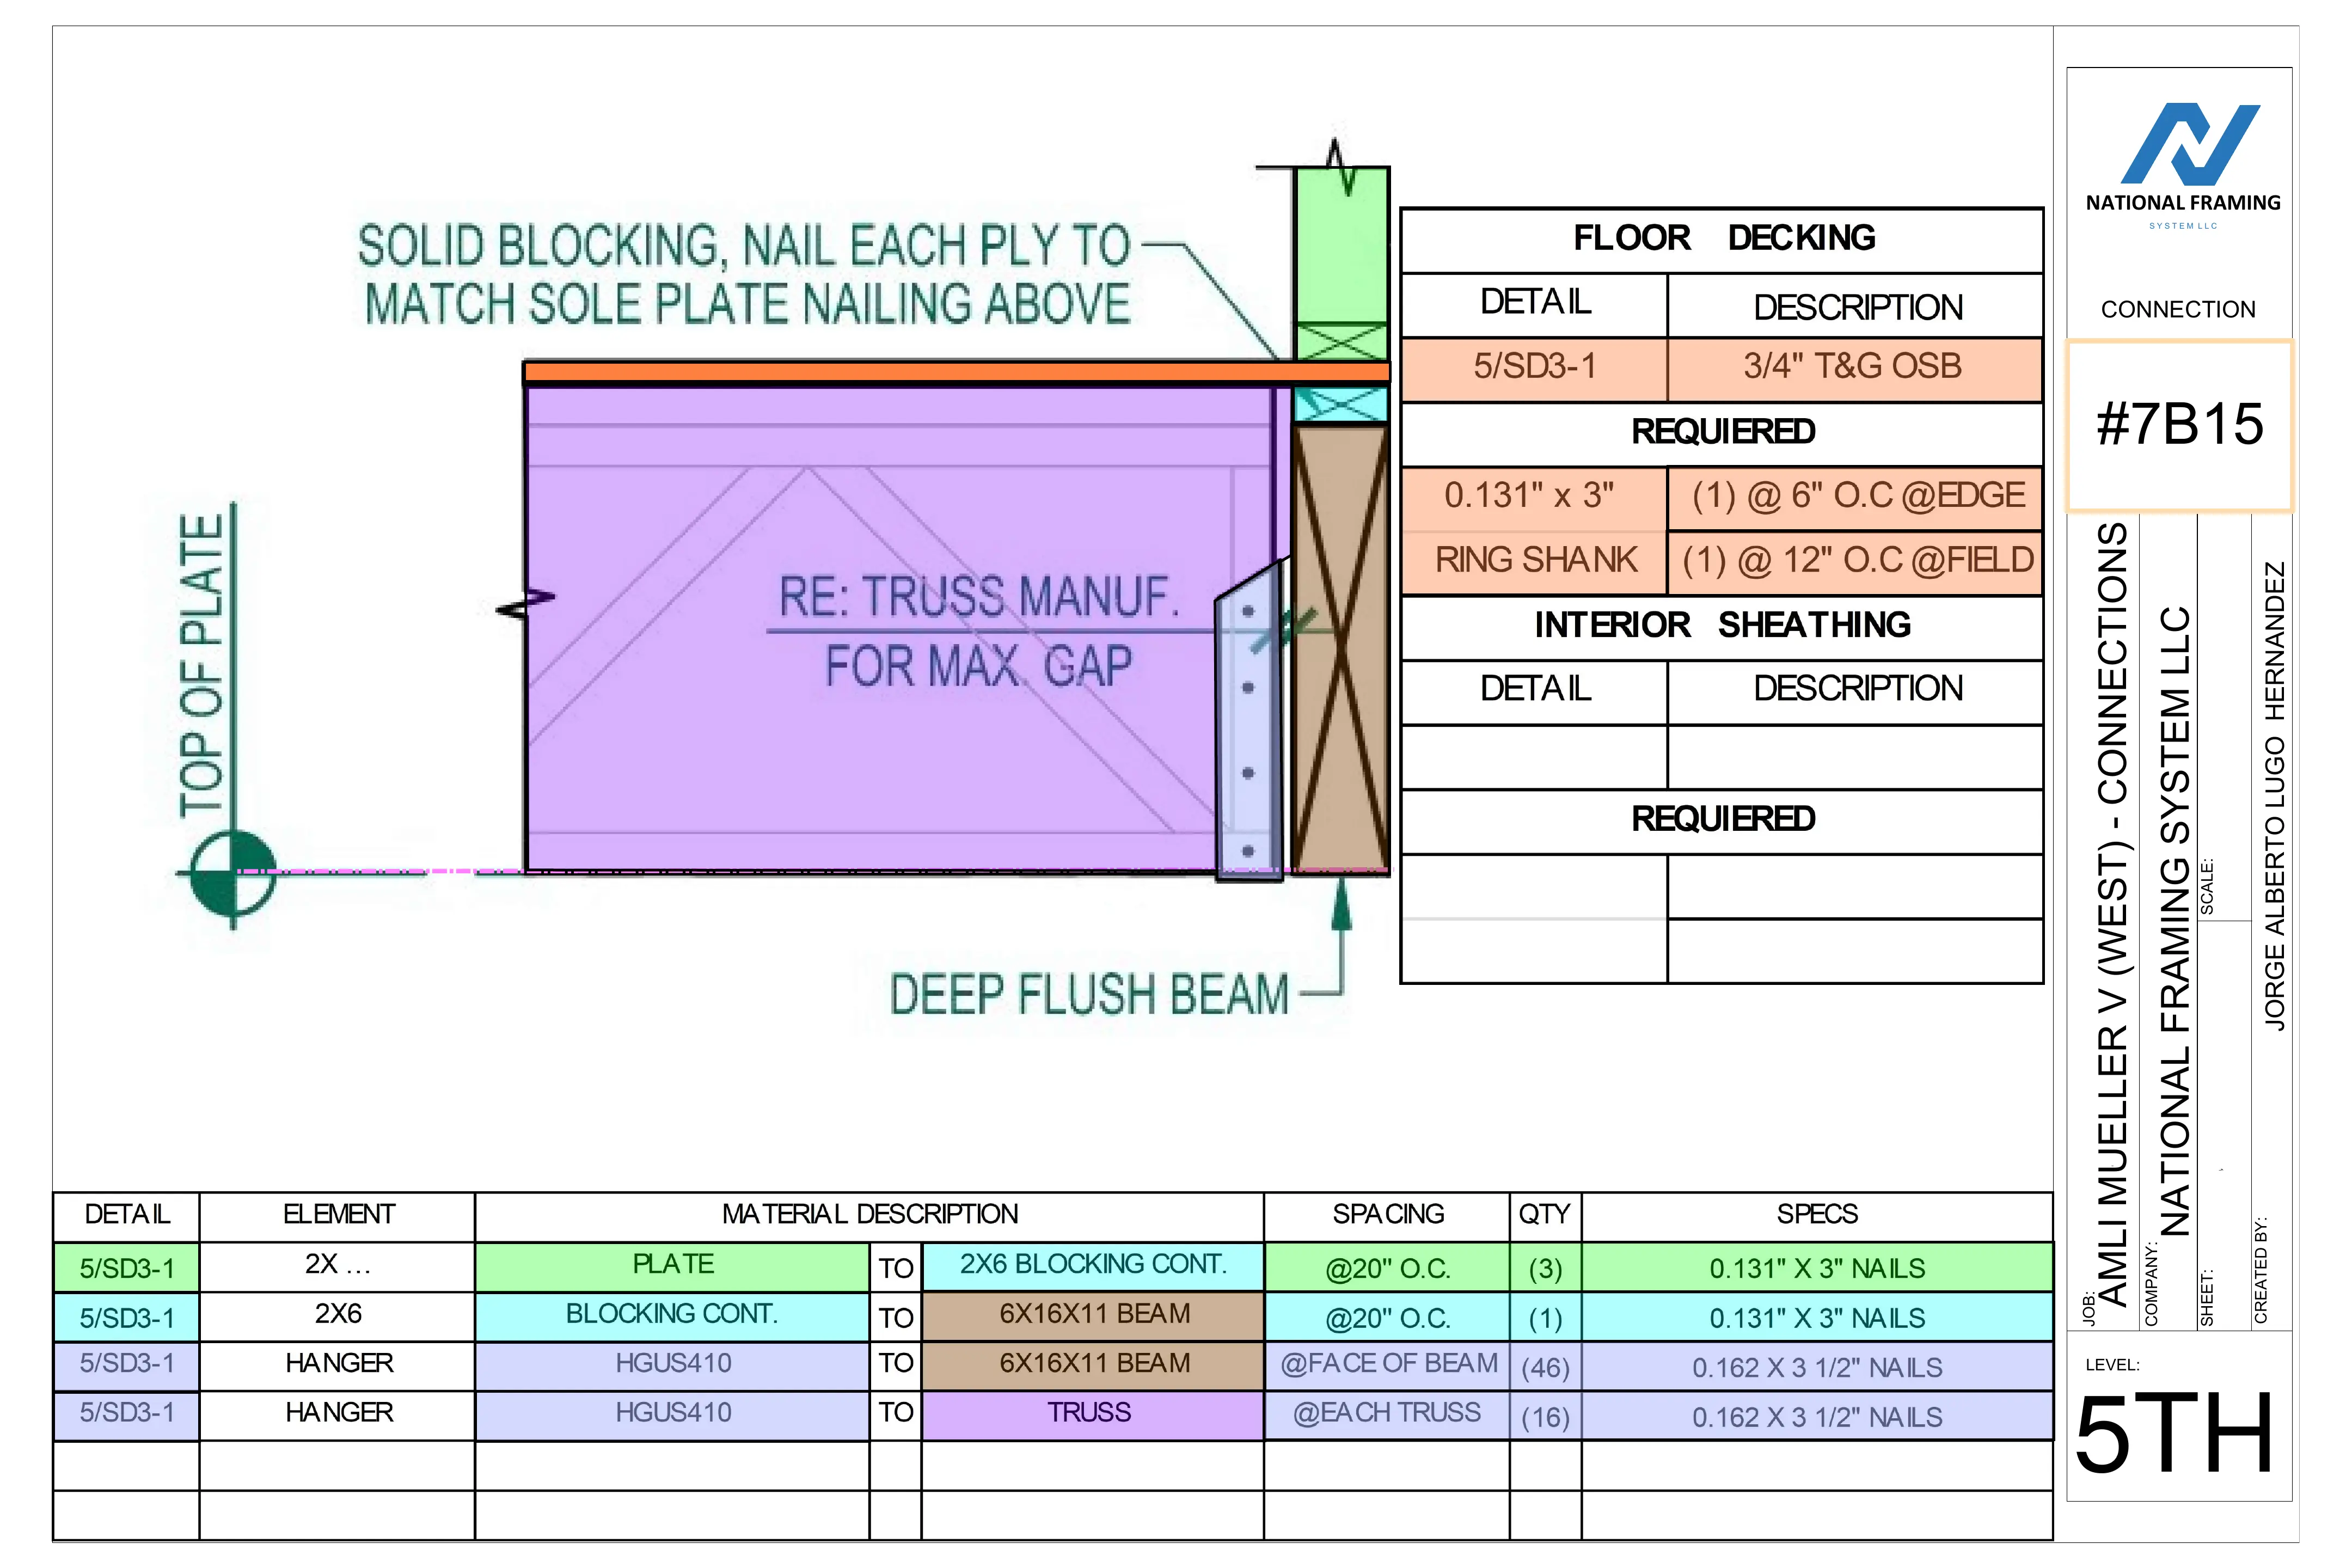 SOLID BLOCKING, NAIL EACH PLY TO
MATCH SOLE PLATE NAILING ABOVE
TOP OF PLATE
RE: TRUSS MANUF.
FOR MAX. GAP
DEEP FLUSH BEAM
FLOOR DECKING
DETAIL DESCRIPTION
5/SD3-1 3/4" T&G OSB
REQUIERED
0.131" x 3" (1) @ 6" O.C @EDGE
RING SHANK (1) @ 12" O.C @FIELD
INTERIOR SHEATHING
DETAIL DESCRIPTION
REQUIERED
DETAIL ELEMENT MATERIAL DESCRIPTION SPACING QTY SPECS
5/SD3-1 2X ... PLATE TO 2X6 BLOCKING CONT. @20" O.C. (3) 0.131" X 3" NAILS
5/SD3-1 2X6 BLOCKING CONT. TO 6X16X11 BEAM @20" O.C. (1) 0.131" X 3" NAILS
5/SD3-1 HANGER HGUS410 TO 6X16X11 BEAM @FACE OF BEAM (46) 0.162 X 3 1/2" NAILS
5/SD3-1 HANGER HGUS410 TO TRUSS @EACH TRUSS (16) 0.162 X 3 1/2" NAILS
NATIONAL FRAMING
SYSTEM LLC
CONNECTION
#7B15
JOB:
AMLI MUELLER V (WEST) - CONNECTIONS
COMPANY:
NATIONAL FRAMING SYSTEM LLC
SCALE:
SHEET:
CREATED BY:
JORGE ALBERTO LUGO HERNANDEZ
LEVEL:
5TH